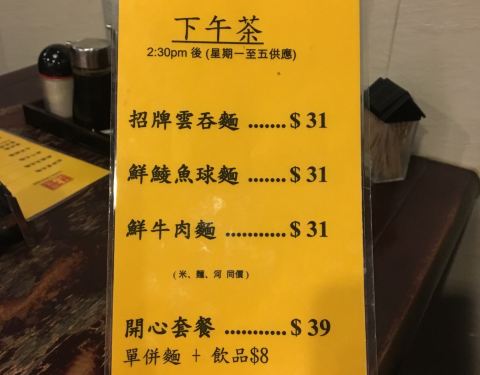 下午茶
2:30pm 後 (星期一至五供應)
招牌雲吞麵 ....... $ 31
鮮鯪魚球麵 ....... $ 31
鮮牛肉麵 ........... $ 31
(米、麵、河 同價)
開心套餐 ........... $ 39
單併麵 + 飲品$8